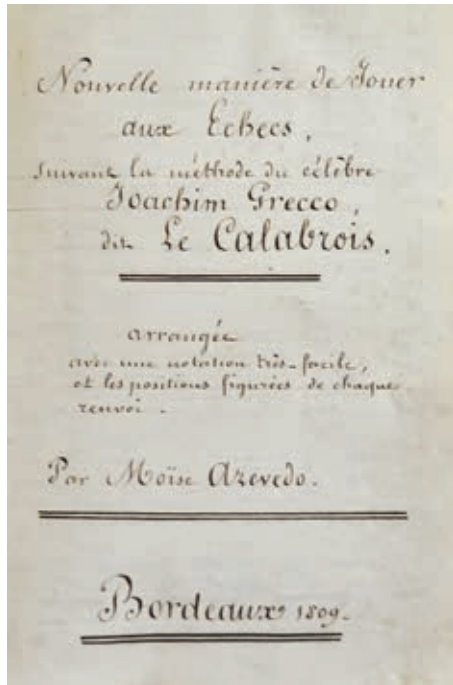 Nouvelle manière de Jouer
aux Echecs,
suivant la méthode du célèbre
Joachim Grecco,
dit Le Calabrois.
arrangée
avec une notation très-facile,
et les positions figurées de chaque
renvoi.
Par Moïse Azevedo.
Bordeaux 1809.